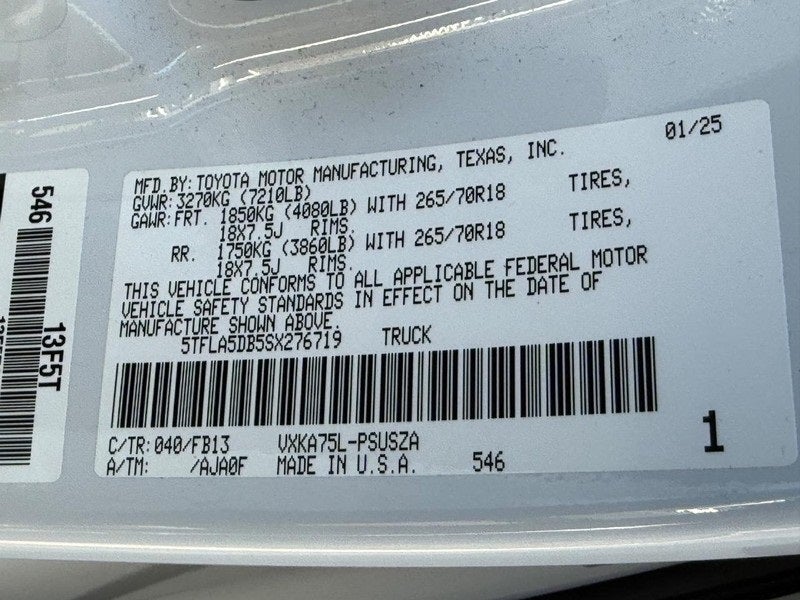 01/25
MFD.BY: TOYOTA MOTOR MANUFACTURING, TEXAS, INC.
GVWR: 3270KG (7210LB)
GAWR: FRT. 1850KG (4080LB) WITH 265/70R18 TIRES,
18X7.5J RIMS.
RR. 1750KG (3860LB) WITH 265/70R18 TIRES,
18X7.5J RIMS.
THIS VEHICLE CONFORMS TO ALL APPLICABLE FEDERAL MOTOR
VEHICLE SAFETY STANDARDS IN EFFECT ON THE DATE OF
MANUFACTURE SHOWN ABOVE.
5TFLA5DB5SX276719 TRUCK
C/TR: 040/FB13 VXKA75L-PSUSZA
A/TM: /AJA0F MADE IN U.S.A. 546
1
546
13F5T